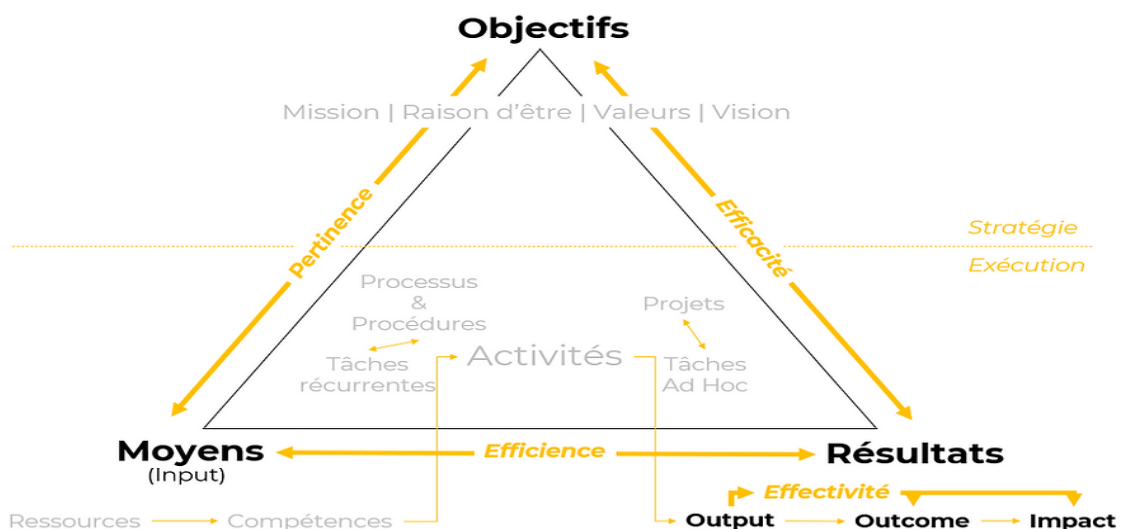 Objectifs
Mission | Raison d'être | Valeurs | Vision
Pertinence
Efficacité
Stratégie
Exécution
Processus
&
Procédures
Tâches
récurrentes
Activités
Projets
Tâches
Ad Hoc
Moyens
(Input)
Efficience
Résultats
Effectivité
Ressources
Compétences
Output
Outcome
Impact